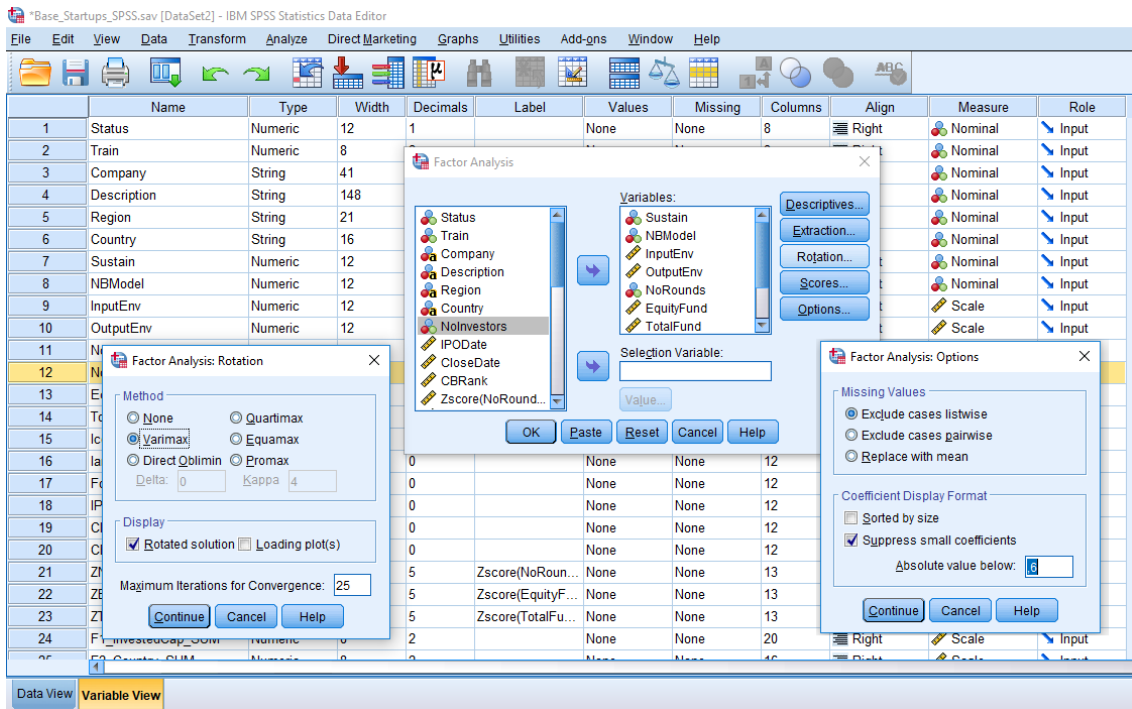 *Base_Startups_SPSS.sav [DataSet2] - IBM SPSS Statistics Data Editor
File Edit View Data Transform Analyze Direct Marketing Graphs Utilities Add-ons Window Help
Name Type Width Decimals Label Values Missing Columns Align Measure Role
1 Status Numeric 12 1 None None 8 Right Nominal Input
2 Train Numeric 8 Nominal Input
3 Company String 41 Nominal Input
4 Description String 148 Nominal Input
5 Region String 21 Nominal Input
6 Country String 16 Nominal Input
7 Sustain Numeric 12 Nominal Input
8 NBModel Numeric 12 Nominal Input
9 InputEnv Numeric 12 Scale Input
10 OutputEnv Numeric 12 Scale Input
11
12
13
14
15
16 0 None None 12
17 0 None None 12
18 0 None None 12
19 0 None None 12
20 0 None None 12
21 5 Zscore(NoRoun... None None 13
22 5 Zscore(EquityF... None None 13
23 5 Zscore(TotalFu... None None 13
24 F1_InvestedCap_SUM Numeric 2 None None 20 Right Scale Input
Data View Variable View
Factor Analysis
Status
Train
Company
Description
Region
Country
NoInvestors
IPODate
CloseDate
CBRank
Zscore(NoRound...
Variables:
Sustain
NBModel
InputEnv
OutputEnv
NoRounds
EquityFund
TotalFund
Selection Variable:
Value...
Descriptives...
Extraction...
Rotation...
Scores...
Options...
OK Paste Reset Cancel Help
Factor Analysis: Rotation
Method
None Quartimax
Varimax Equamax
Direct Oblimin Promax
Delta: 0 Kappa 4
Display
Rotated solution Loading plot(s)
Maximum Iterations for Convergence: 25
Continue Cancel Help
Factor Analysis: Options
Missing Values
Exclude cases listwise
Exclude cases pairwise
Replace with mean
Coefficient Display Format
Sorted by size
Suppress small coefficients
Absolute value below: .6
Continue Cancel Help